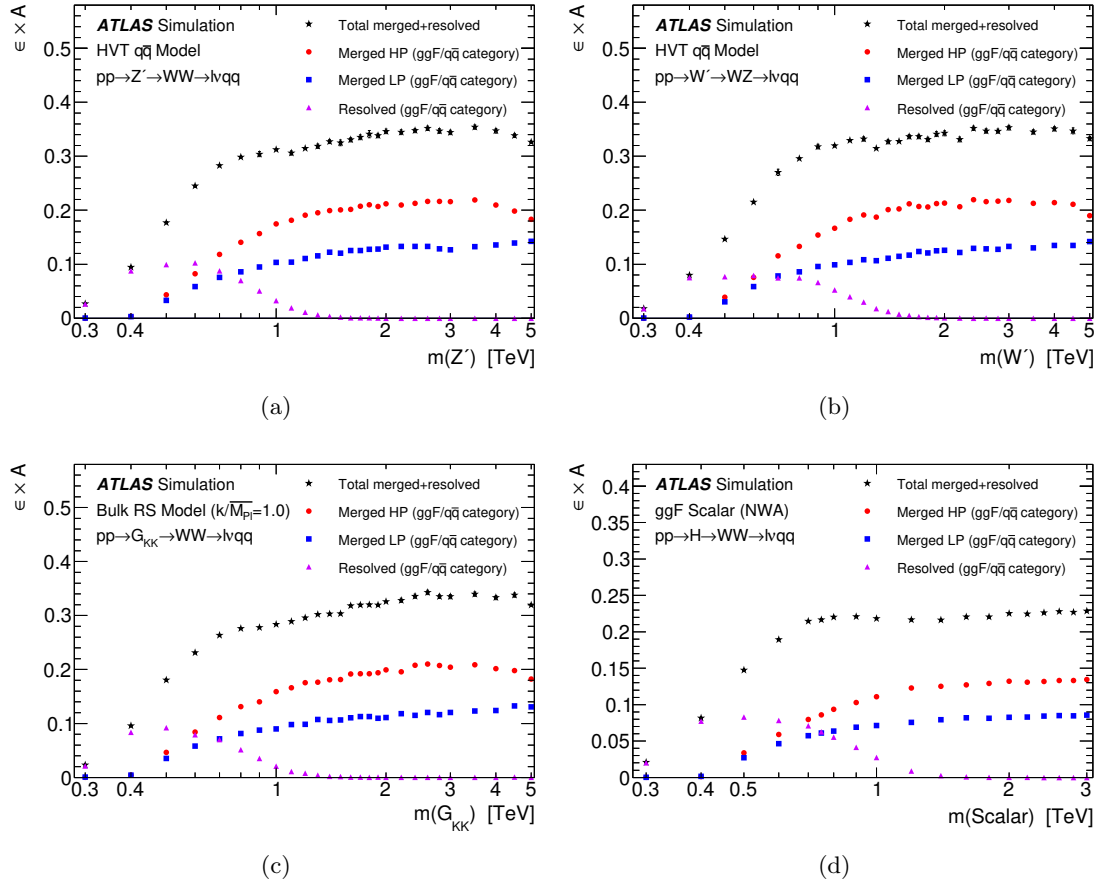 ϵ × A
0.5
0.4
0.3
0.2
0.1
0
ATLAS Simulation
HVT qq̅ Model
pp→Z′→WW→lνqq
Total merged+resolved
Merged HP (ggF/qq̅ category)
Merged LP (ggF/qq̅ category)
Resolved (ggF/qq̅ category)
0.3 0.4 1 2 3 4 5
m(Z′) [TeV]
(a)
ϵ × A
0.5
0.4
0.3
0.2
0.1
0
ATLAS Simulation
HVT qq̅ Model
pp→W′→WZ→lνqq
Total merged+resolved
Merged HP (ggF/qq̅ category)
Merged LP (ggF/qq̅ category)
Resolved (ggF/qq̅ category)
0.3 0.4 1 2 3 4 5
m(W′) [TeV]
(b)
ϵ × A
0.5
0.4
0.3
0.2
0.1
0
ATLAS Simulation
Bulk RS Model (k/M̅_Pl=1.0)
pp→G_KK→WW→lνqq
Total merged+resolved
Merged HP (ggF/qq̅ category)
Merged LP (ggF/qq̅ category)
Resolved (ggF/qq̅ category)
0.3 0.4 1 2 3 4 5
m(G_KK) [TeV]
(c)
ϵ × A
0.4
0.35
0.3
0.25
0.2
0.15
0.1
0.05
0
ATLAS Simulation
ggF Scalar (NWA)
pp→H→WW→lνqq
Total merged+resolved
Merged HP (ggF/qq̅ category)
Merged LP (ggF/qq̅ category)
Resolved (ggF/qq̅ category)
0.3 0.4 0.5 1 2 3
m(Scalar) [TeV]
(d)